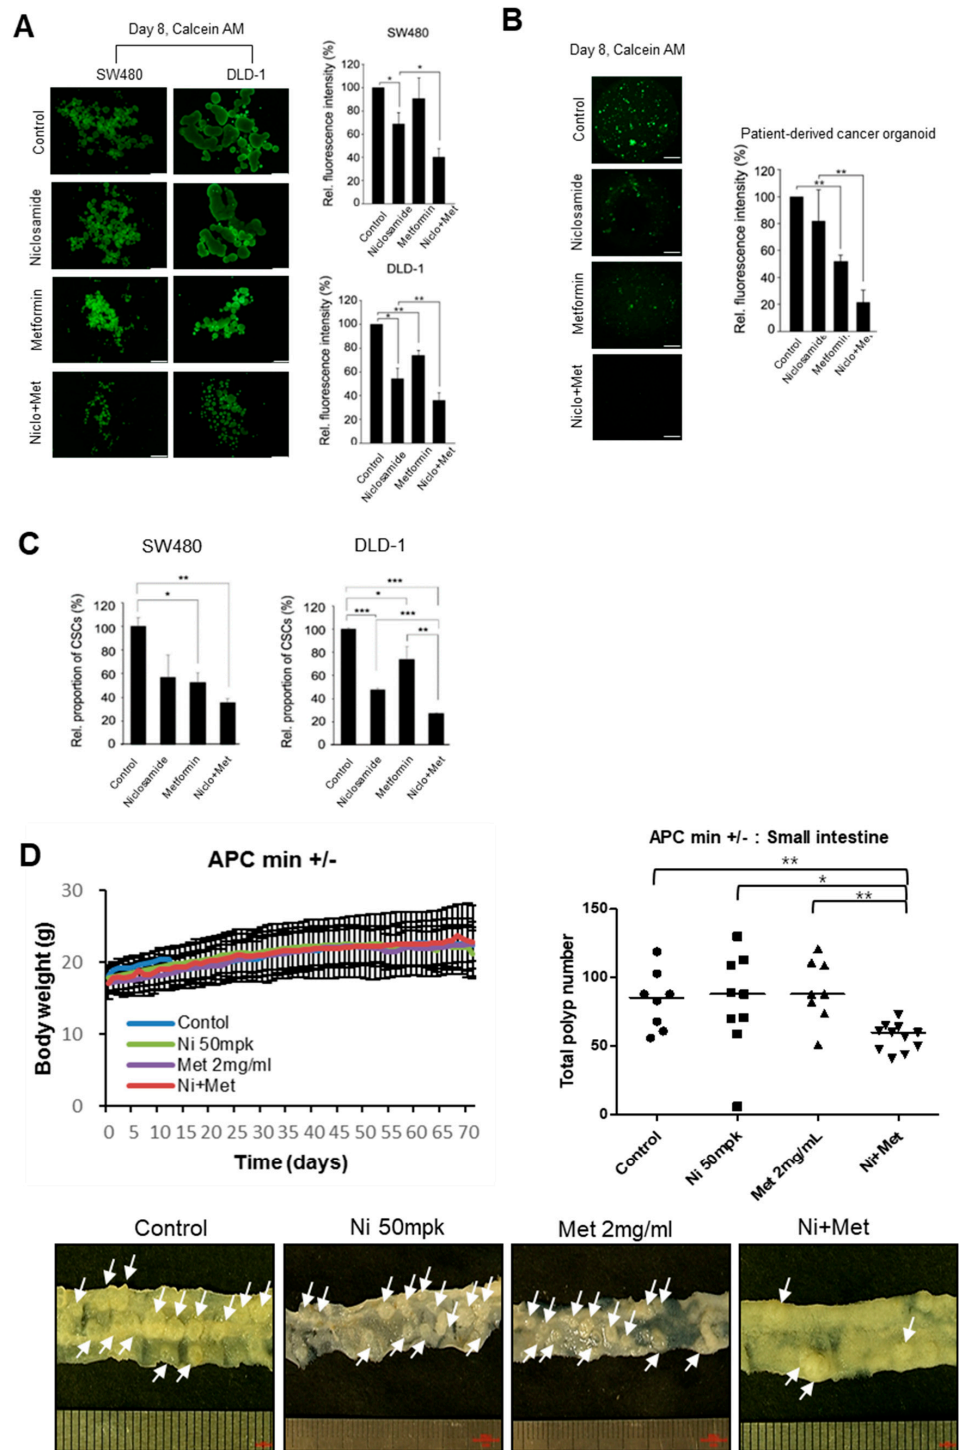 A
Day 8, Calcein AM
SW480
DLD-1
Control
Niclosamide
Metformin
Niclo+Met
SW480
Rel. fluorescence intensity (%)
120
100
80
60
40
20
0
Control
Niclosamide
Metformin
Niclo+Met
* *
DLD-1
Rel. fluorescence intensity (%)
120
100
80
60
40
20
0
Control
Niclosamide
Metformin
Niclo+Met
** ** *
B
Day 8, Calcein AM
Control
Niclosamide
Metformin
Niclo+Met
Patient-derived cancer organoid
Rel. fluorescence intensity (%)
120
100
80
60
40
20
0
Control
Niclosamide
Metformin
Niclo+Met
** **
C
SW480
Rel. proportion of CSCs (%)
120
100
80
60
40
20
0
Control
Niclosamide
Metformin
Niclo+Met
** *
DLD-1
Rel. proportion of CSCs (%)
120
100
80
60
40
20
0
Control
Niclosamide
Metformin
Niclo+Met
*** * *** *** **
D
APC min +/-
Body weight (g)
30
20
10
0
Contol
Ni 50mpk
Met 2mg/ml
Ni+Met
0 5 10 15 20 25 30 35 40 45 50 55 60 65 70
Time (days)
APC min +/- : Small intestine
** * **
Total polyp number
150
100
50
0
Control
Ni 50mpk
Met 2mg/mL
Ni+Met
Control
Ni 50mpk
Met 2mg/ml
Ni+Met